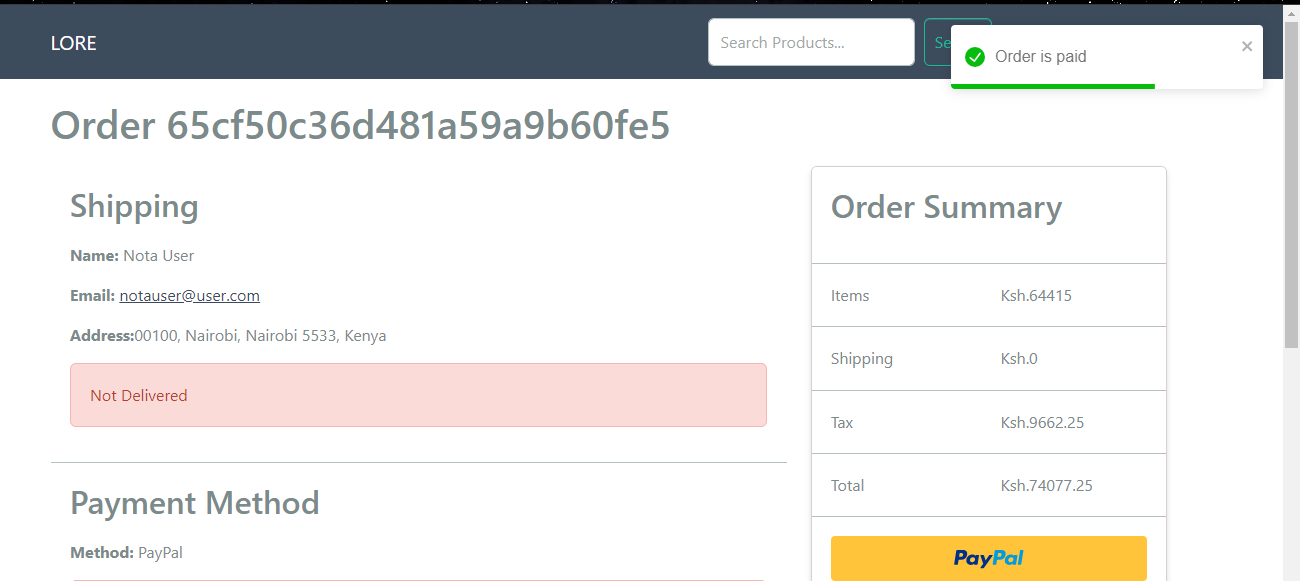 LORE
Search Products...
Se
Order is paid
Order 65cf50c36d481a59a9b60fe5
Shipping
Name: Nota User
Email: notauser@user.com
Address:00100, Nairobi, Nairobi 5533, Kenya
Not Delivered
Payment Method
Method: PayPal
Order Summary
Items Ksh.64415
Shipping Ksh.0
Tax Ksh.9662.25
Total Ksh.74077.25
PayPal